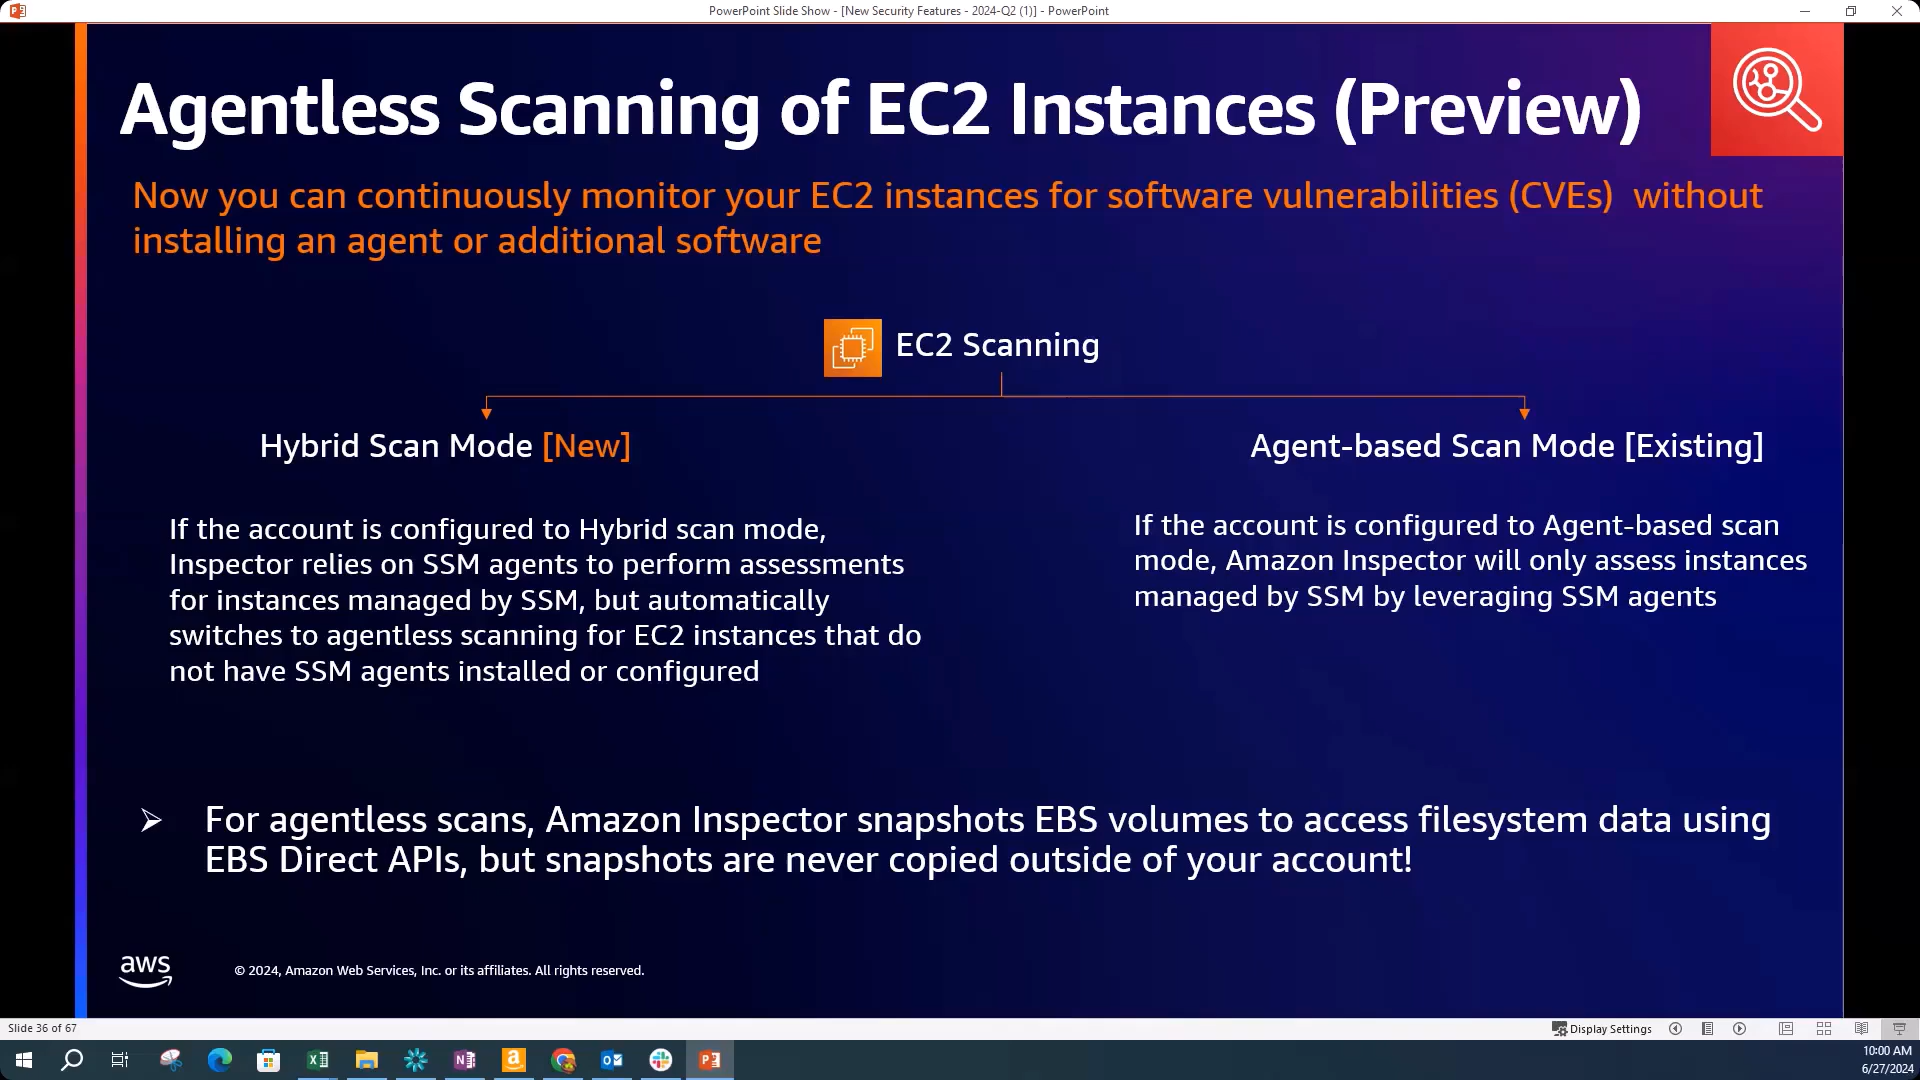 PowerPoint Slide Show - [New Security Features - 2024-Q2 (1)] - PowerPoint
Agentless Scanning of EC2 Instances (Preview)
Now you can continuously monitor your EC2 instances for software vulnerabilities (CVEs)  without
installing an agent or additional software
EC2 Scanning
Hybrid Scan Mode [New]
If the account is configured to Hybrid scan mode,
Inspector relies on SSM agents to perform assessments
for instances managed by SSM, but automatically
switches to agentless scanning for EC2 instances that do
not have SSM agents installed or configured
Agent-based Scan Mode [Existing]
If the account is configured to Agent-based scan
mode, Amazon Inspector will only assess instances
managed by SSM by leveraging SSM agents
➢ For agentless scans, Amazon Inspector snapshots EBS volumes to access filesystem data using
EBS Direct APIs, but snapshots are never copied outside of your account!
aws
© 2024, Amazon Web Services, Inc. or its affiliates. All rights reserved.
Slide 36 of 67
Display Settings
10:00 AM
6/27/2024